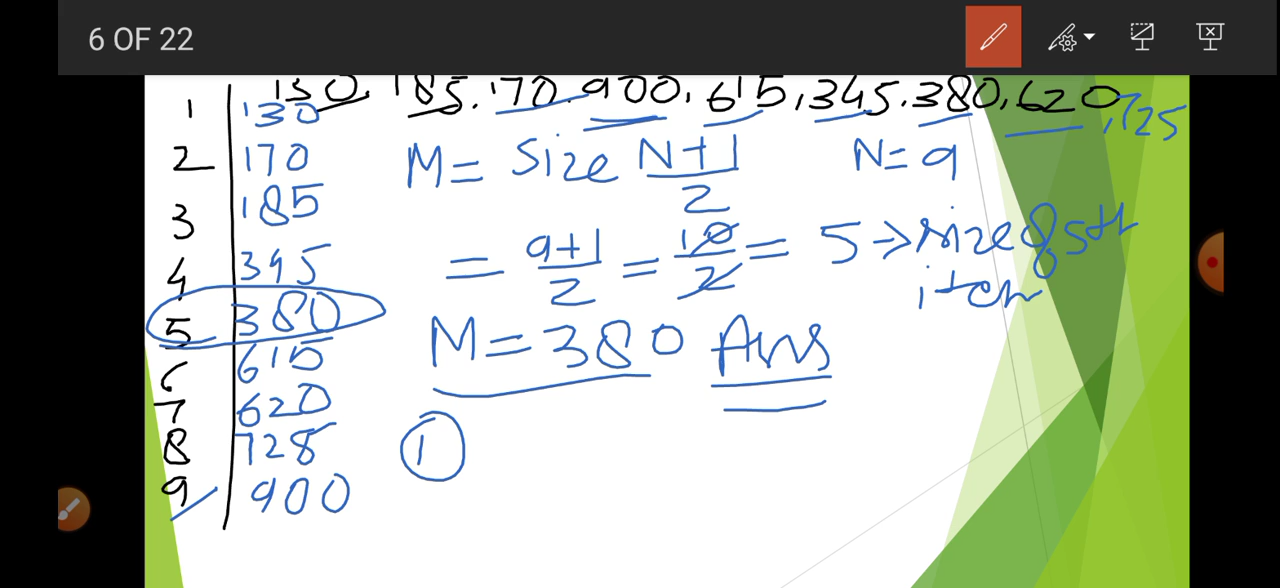 6 OF 22
130, 185, 170, 900, 615, 345, 380, 620, 725
1 130
2 170
3 185
4 345
5 380
6 615
7 620
8 725
9 900
M = Size N+1/2 N = 9
= 9+1/2 = 10/2 = 5 → size of 5th item
M = 380 Ans
1